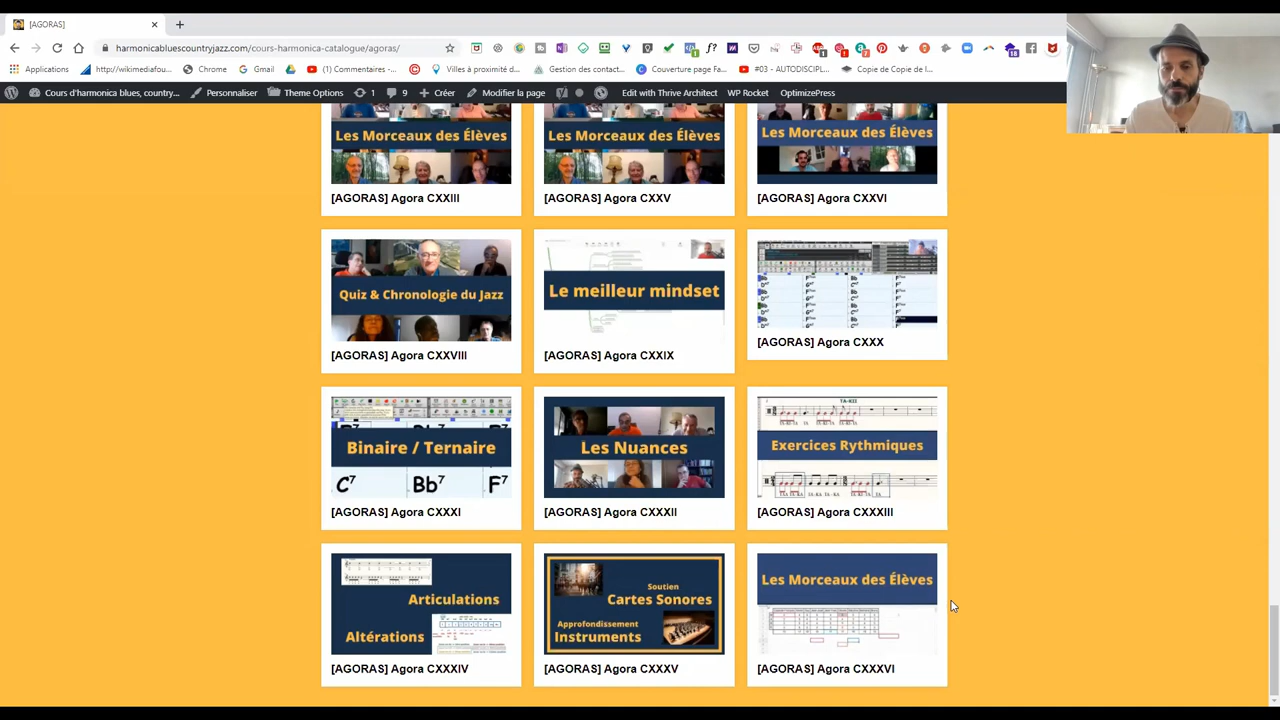 [AGORAS]
harmonicabluescountryjazz.com/cours-harmonica-catalogue/agoras/
Applications
http://wikimediafou...
Chrome
Gmail
(1) Commentaires -...
Villes à proximité d...
Gestion des contact...
Couverture page Fa...
#03 - AUTODISCIPL...
Copie de Copie de l...
Cours d'harmonica blues, country...
Personnaliser
Theme Options
1
9
Créer
Modifier la page
Edit with Thrive Architect
WP Rocket
OptimizePress
Les Morceaux des Élèves
Les Morceaux des Élèves
Les Morceaux des Élèves
[AGORAS] Agora CXXIII
[AGORAS] Agora CXXV
[AGORAS] Agora CXXVI
Quiz & Chronologie du Jazz
Le meilleur mindset
[AGORAS] Agora CXXVIII
[AGORAS] Agora CXXIX
[AGORAS] Agora CXXX
Binaire / Ternaire
C7 Bb7 F7
Les Nuances
TA-KII
Exercices Rythmiques
[AGORAS] Agora CXXXI
[AGORAS] Agora CXXXII
[AGORAS] Agora CXXXIII
Articulations
Altérations
Soutien
Cartes Sonores
Approfondissement
Instruments
Les Morceaux des Élèves
[AGORAS] Agora CXXXIV
[AGORAS] Agora CXXXV
[AGORAS] Agora CXXXVI